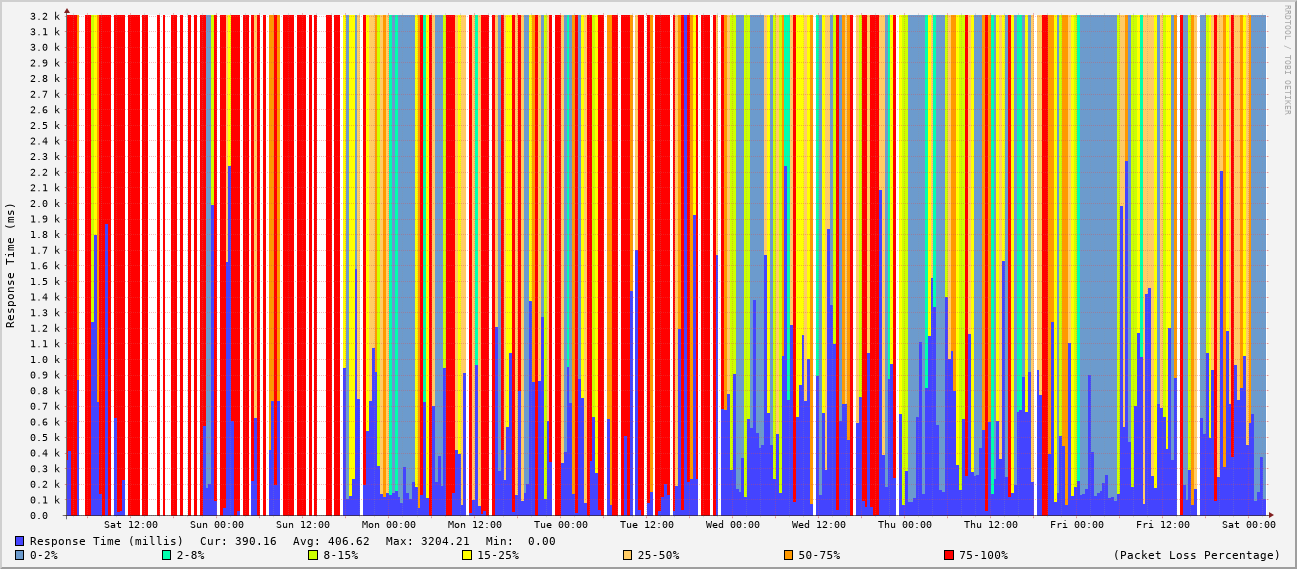 3.2 k
3.1 k
3.0 k
2.9 k
2.8 k
2.7 k
2.6 k
2.5 k
2.4 k
2.3 k
2.2 k
2.1 k
2.0 k
1.9 k
1.8 k
1.7 k
1.6 k
1.5 k
1.4 k
1.3 k
1.2 k
1.1 k
1.0 k
0.9 k
0.8 k
0.7 k
0.6 k
0.5 k
0.4 k
0.3 k
0.2 k
0.1 k
0.0
Response Time (ms)
RRDTOOL / TOBI OETIKER
Sat 12:00 Sun 00:00 Sun 12:00 Mon 00:00 Mon 12:00 Tue 00:00 Tue 12:00 Wed 00:00 Wed 12:00 Thu 00:00 Thu 12:00 Fri 00:00 Fri 12:00 Sat 00:00
Response Time (millis) Cur: 390.16 Avg: 406.62 Max: 3204.21 Min: 0.00
0-2% 2-8% 8-15% 15-25% 25-50% 50-75% 75-100% (Packet Loss Percentage)